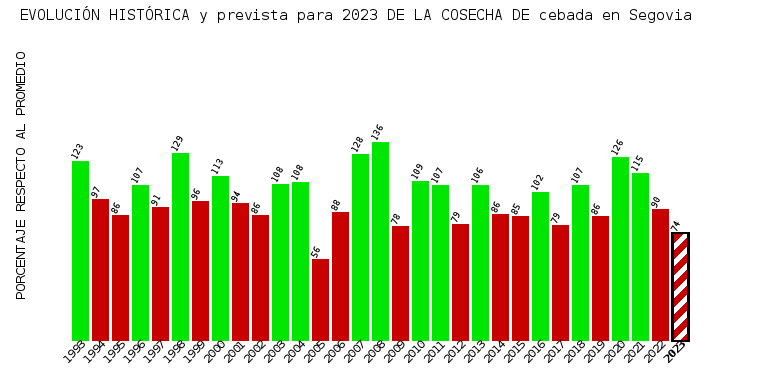 EVOLUCIÓN HISTÓRICA y prevista para 2023 DE LA COSECHA DE cebada en Segovia
PORCENTAJE RESPECTO AL PROMEDIO
123 97 86 107 91 129 96 113 94 86 108 108 56 88 128 136 78 109 107 79 106 86 85 102 79 107 86 126 115 90 74
1993 1994 1995 1996 1997 1998 1999 2000 2001 2002 2003 2004 2005 2006 2007 2008 2009 2010 2011 2012 2013 2014 2015 2016 2017 2018 2019 2020 2021 2022 2023